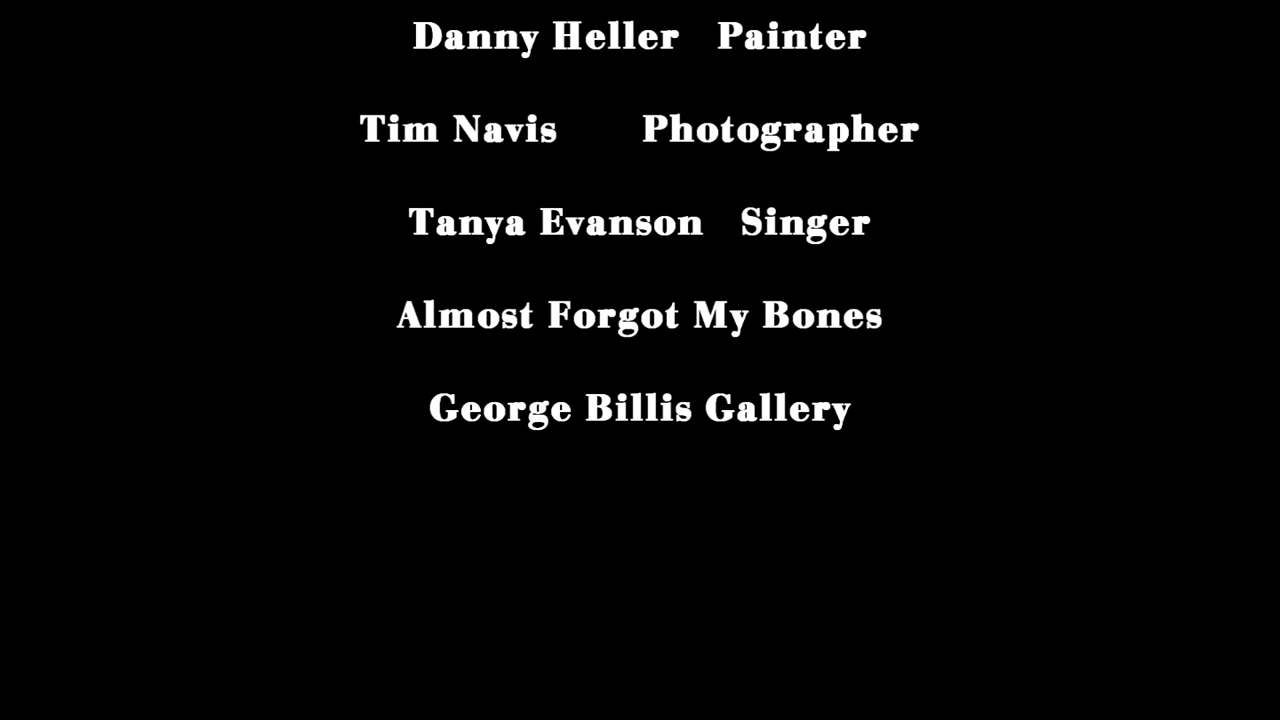 Danny Heller Painter
Tim Navis Photographer
Tanya Evanson Singer
Almost Forgot My Bones
George Billis Gallery